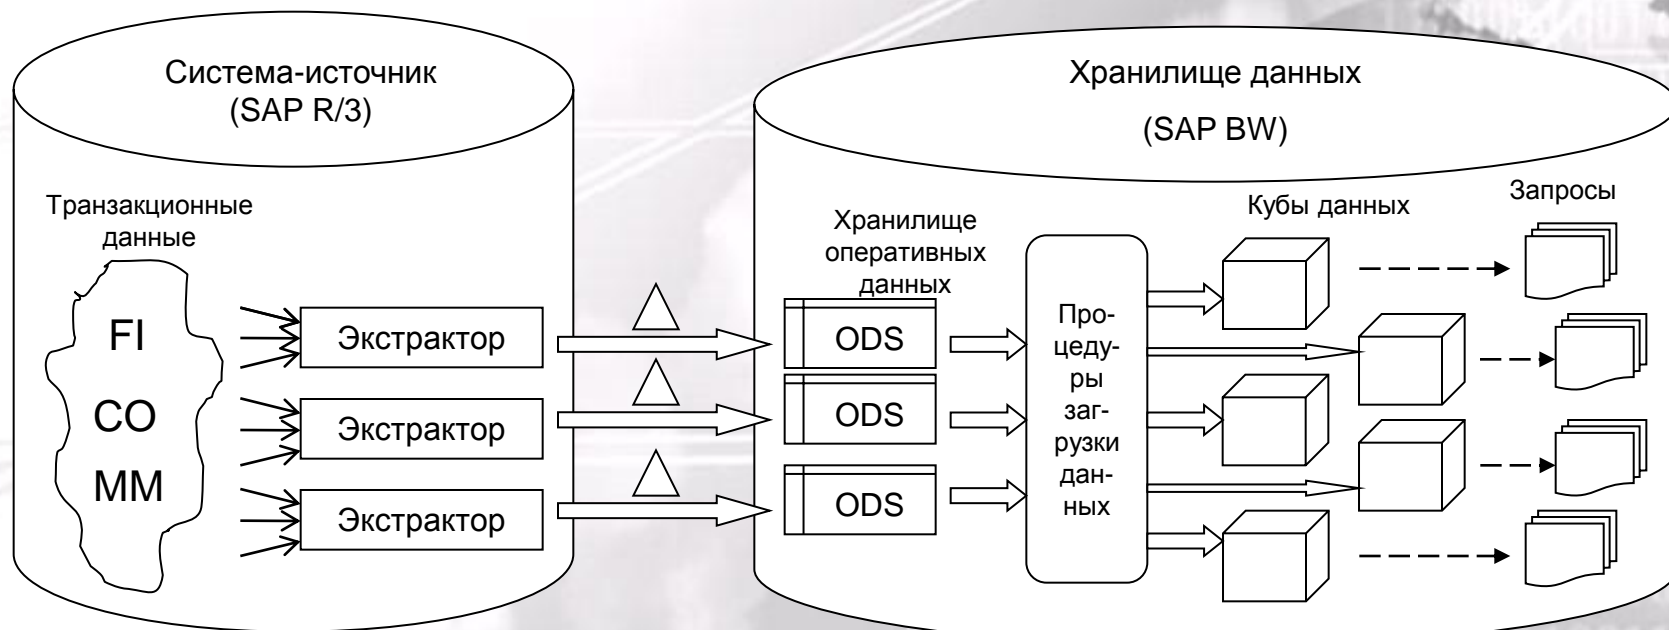 Система-источник
(SAP R/3)
Хранилище данных
(SAP BW)
Транзакционные
данные
FI
CO
MM
Экстрактор
Экстрактор
Экстрактор
Хранилище
оперативных
данных
ODS
ODS
ODS
Про-
цеду-
ры
заг-
рузки
дан-
ных
Кубы данных
Запросы